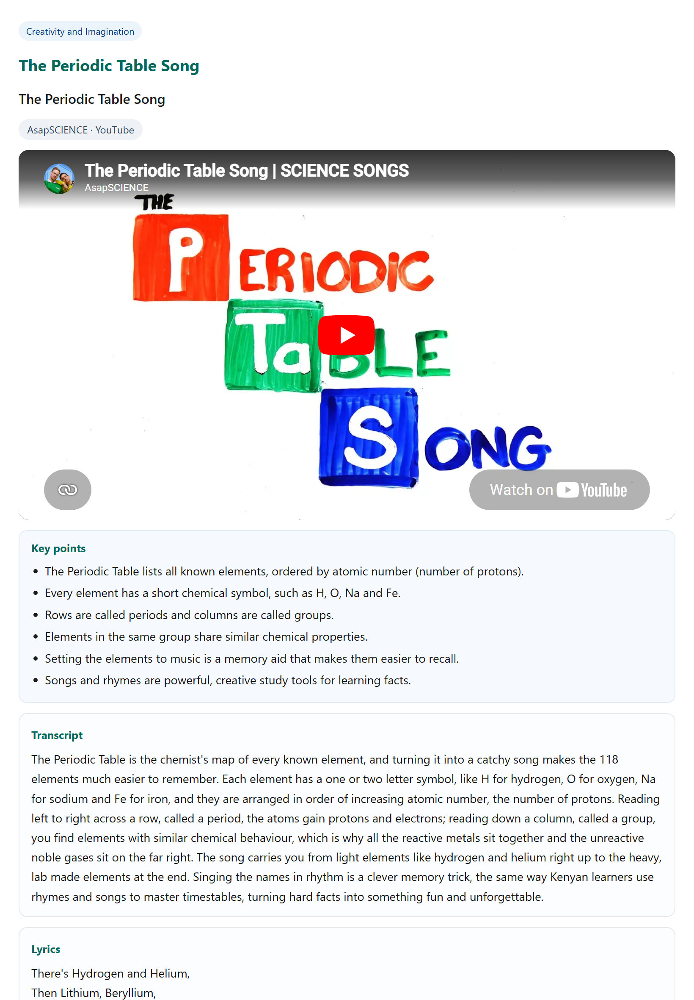 Creativity and Imagination
The Periodic Table Song
The Periodic Table Song
AsapSCIENCE · YouTube
The Periodic Table Song | SCIENCE SONGS
AsapSCIENCE
THE
PERIODIC
TaBLE
SONG
Watch on YouTube
Key points
• The Periodic Table lists all known elements, ordered by atomic number (number of protons).
• Every element has a short chemical symbol, such as H, O, Na and Fe.
• Rows are called periods and columns are called groups.
• Elements in the same group share similar chemical properties.
• Setting the elements to music is a memory aid that makes them easier to recall.
• Songs and rhymes are powerful, creative study tools for learning facts.
Transcript
The Periodic Table is the chemist's map of every known element, and turning it into a catchy song makes the 118
elements much easier to remember. Each element has a one or two letter symbol, like H for hydrogen, O for oxygen, Na
for sodium and Fe for iron, and they are arranged in order of increasing atomic number, the number of protons. Reading
left to right across a row, called a period, the atoms gain protons and electrons; reading down a column, called a group,
you find elements with similar chemical behaviour, which is why all the reactive metals sit together and the unreactive
noble gases sit on the far right. The song carries you from light elements like hydrogen and helium right up to the heavy,
lab made elements at the end. Singing the names in rhythm is a clever memory trick, the same way Kenyan learners use
rhymes and songs to master timestables, turning hard facts into something fun and unforgettable.
Lyrics
There's Hydrogen and Helium,
Then Lithium, Beryllium,